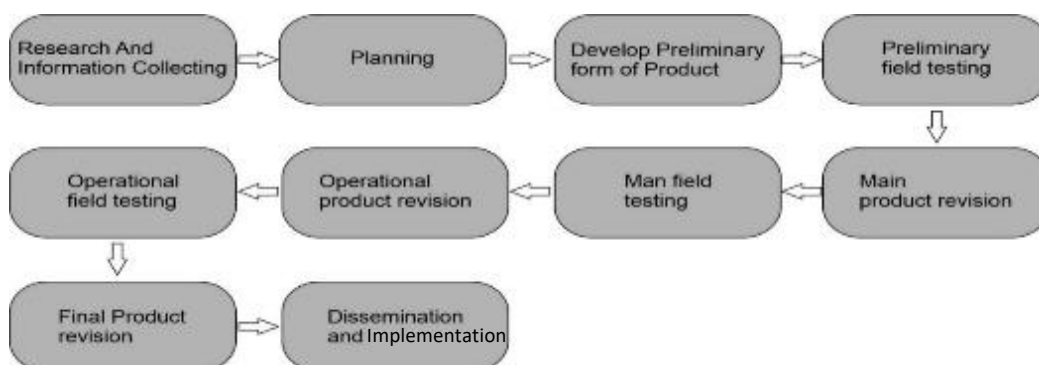 Research And
Information Collecting
Planning
Develop Preliminary
form of Product
Preliminary
field testing
Main
product revision
Man field
testing
Operational
product revision
Operational
field testing
Final Product
revision
Dissemination
and Implementation